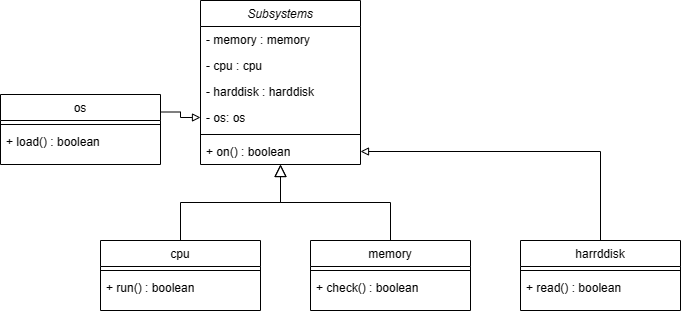 Subsystems
- memory : memory
- cpu : cpu
- harddisk : harddisk
- os: os
+ on() : boolean
os
+ load() : boolean
cpu
+ run() : boolean
memory
+ check() : boolean
harrddisk
+ read() : boolean